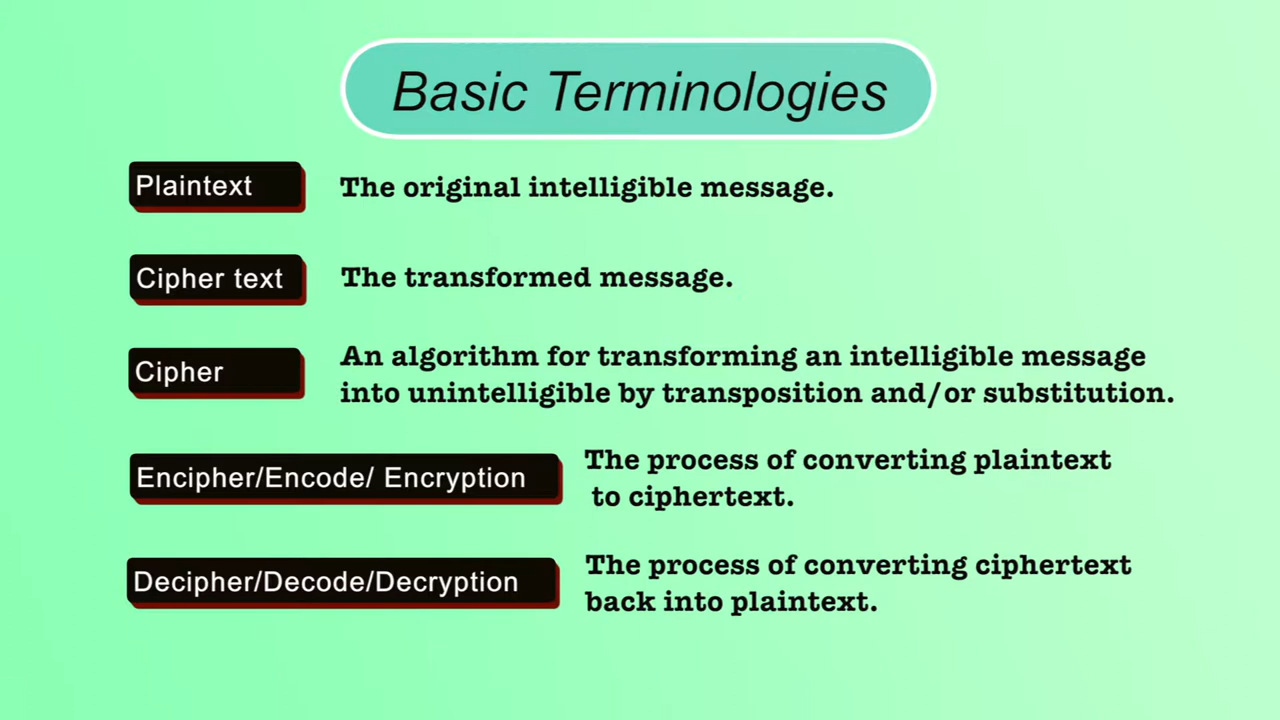 Basic Terminologies
Plaintext
The original intelligible message.
Cipher text
The transformed message.
Cipher
An algorithm for transforming an intelligible message
into unintelligible by transposition and/or substitution.
Encipher/Encode/ Encryption
The process of converting plaintext
to ciphertext.
Decipher/Decode/Decryption
The process of converting ciphertext
back into plaintext.